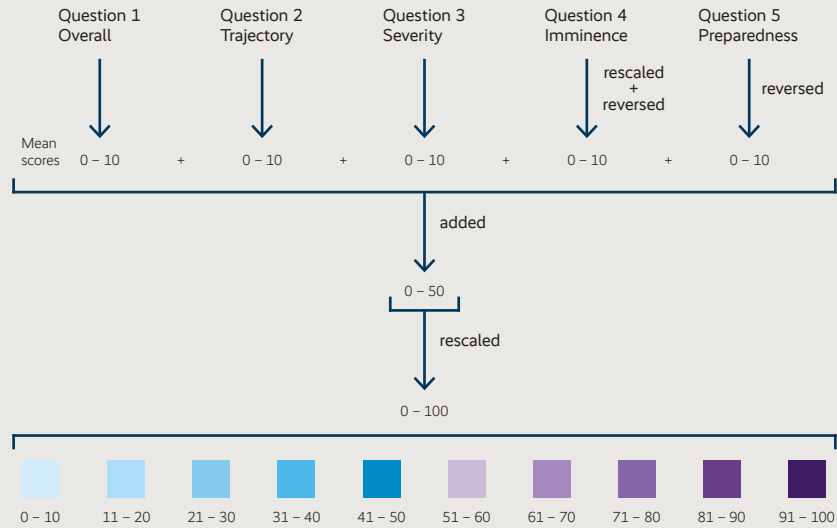 Question 1
Overall
Question 2
Trajectory
Question 3
Severity
Question 4
Imminence
Question 5
Preparedness
rescaled
+
reversed
reversed
Mean
scores
0 – 10 + 0 – 10 + 0 – 10 + 0 – 10 + 0 – 10
added
0 – 50
rescaled
0 – 100
0 – 10 11 – 20 21 – 30 31 – 40 41 – 50 51 – 60 61 – 70 71 – 80 81 – 90 91 – 100